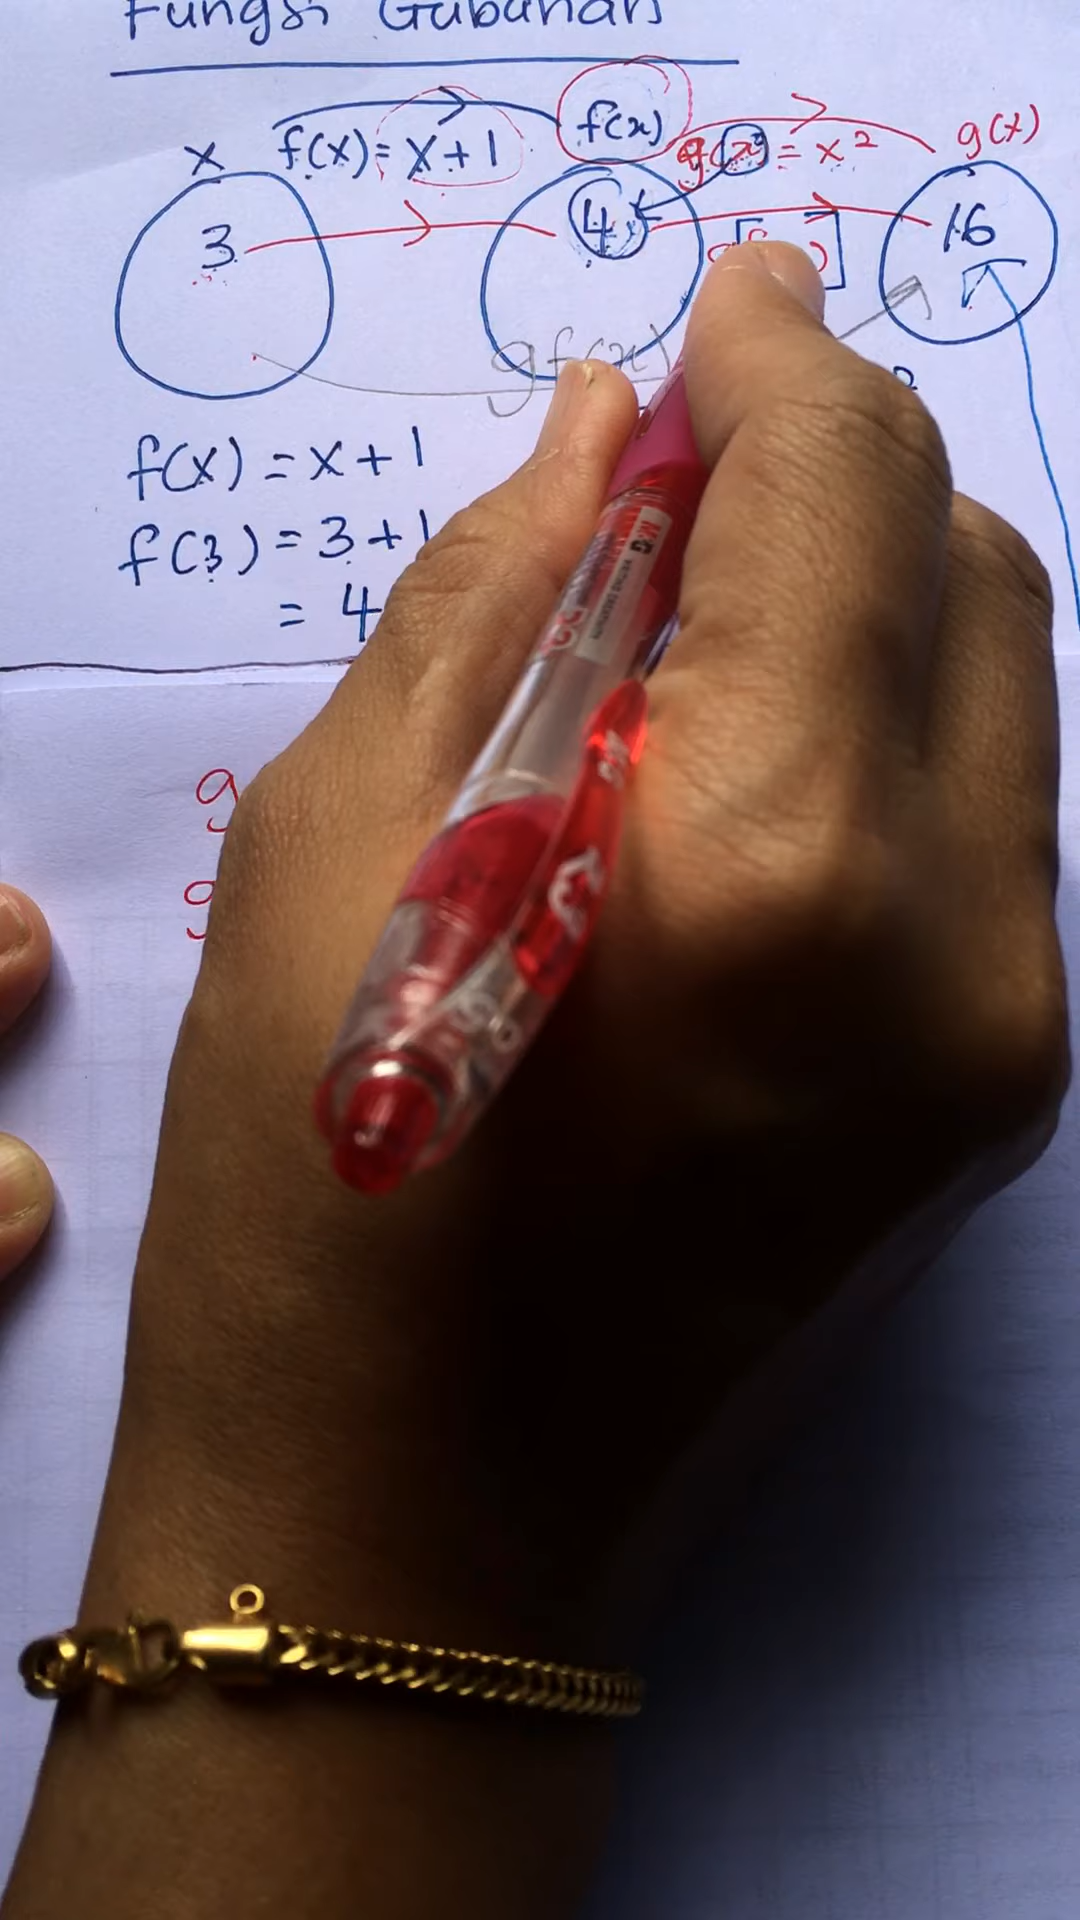 Fungsi Gubahan
f(x)
x f(x) = x + 1 g(x) = x² g(x)
3 4 16
gf(x)
f(x) = x + 1
f(3) = 3 + 1
= 4
g
g